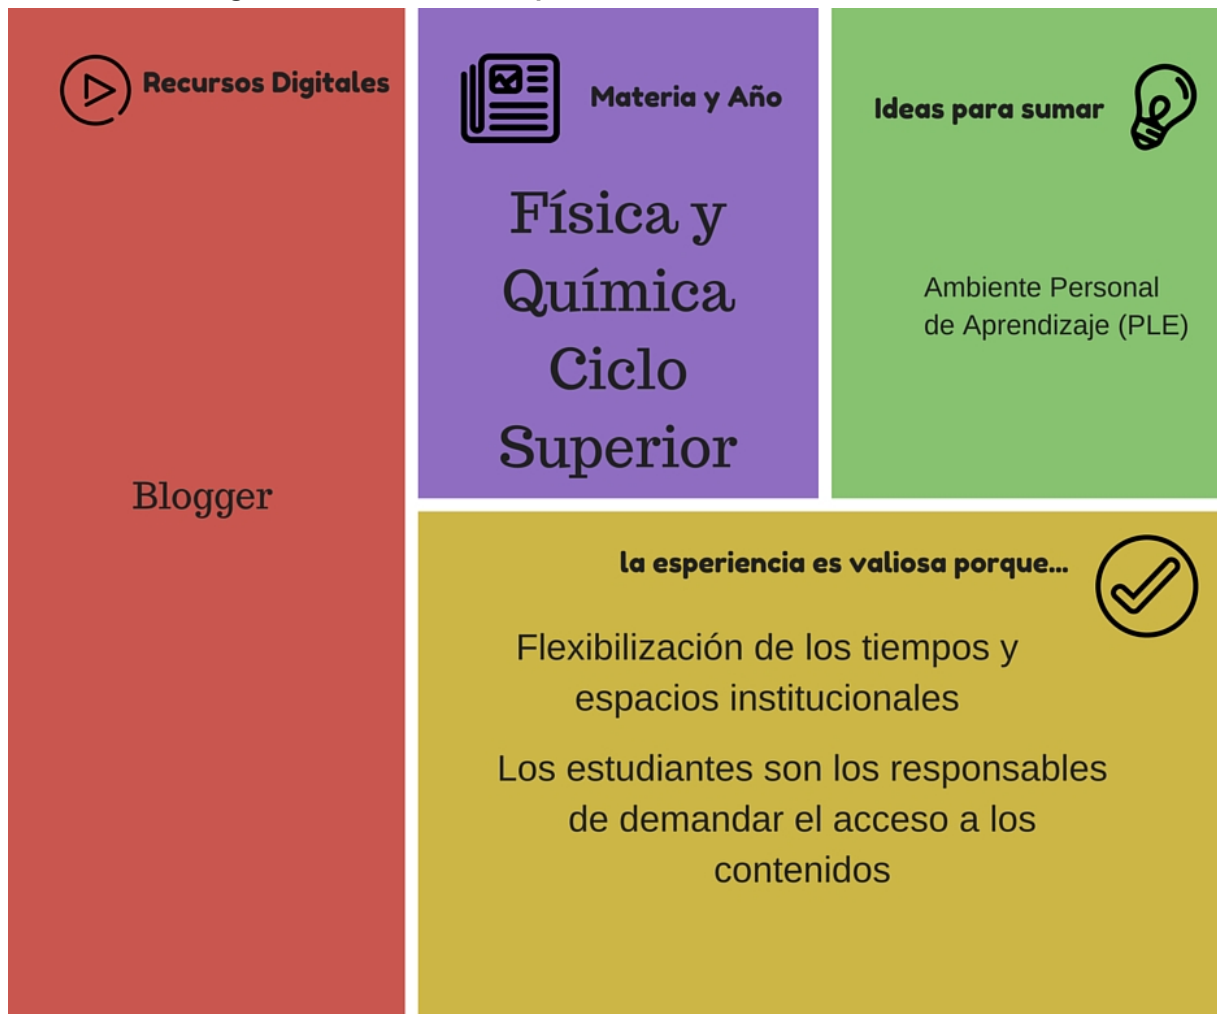 Recursos Digitales
Blogger
Materia y Año
Física y
Química
Ciclo
Superior
Ideas para sumar
Ambiente Personal
de Aprendizaje (PLE)
la esperiencia es valiosa porque...
Flexibilización de los tiempos y
espacios institucionales
Los estudiantes son los responsables
de demandar el acceso a los
contenidos